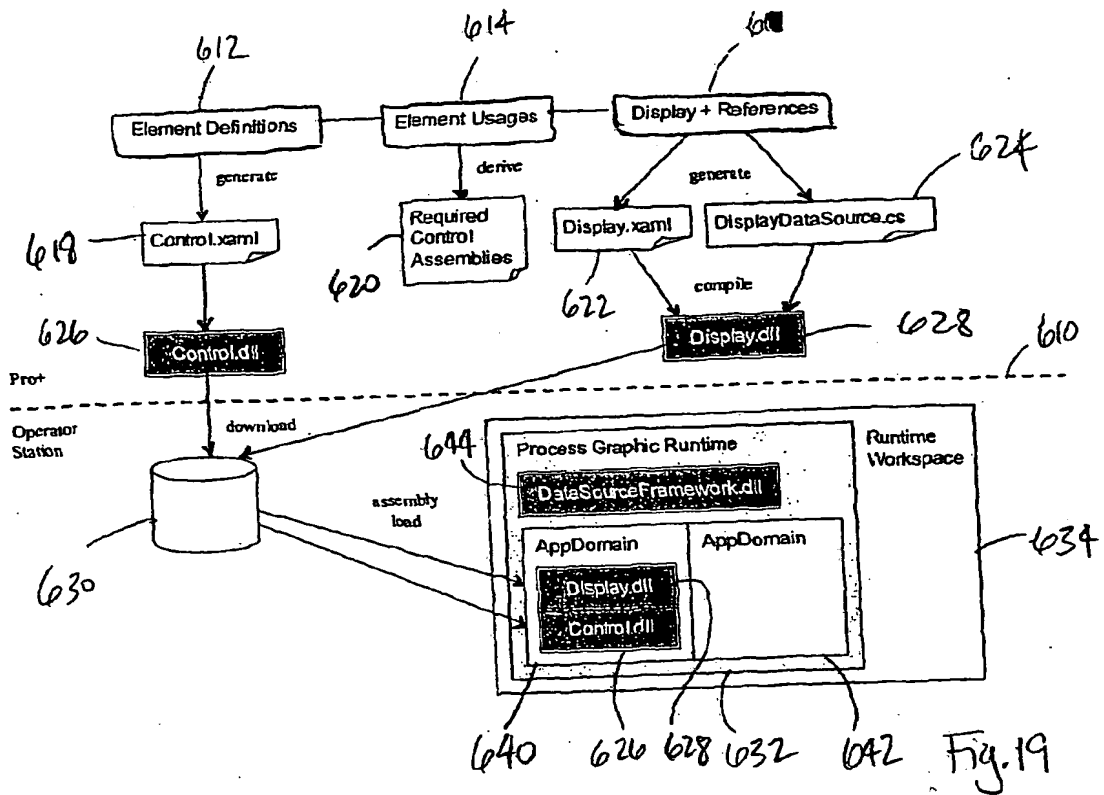 612
614
Element Definitions
Element Usages
Display + References
generate
derive
generate
624
618
Control.xaml
Required
Control
Assemblies
620
Display.xaml
DisplayDataSource.cs
622
compile
626
Control.dll
Display.dll
628
610
Pro+
Operator
Station
download
644
Process Graphic Runtime
Runtime
Workspace
DataSourceFramework.dll
assembly
load
AppDomain
AppDomain
634
Display.dll
Control.dll
630
640
626
628
632
642
Fig. 19